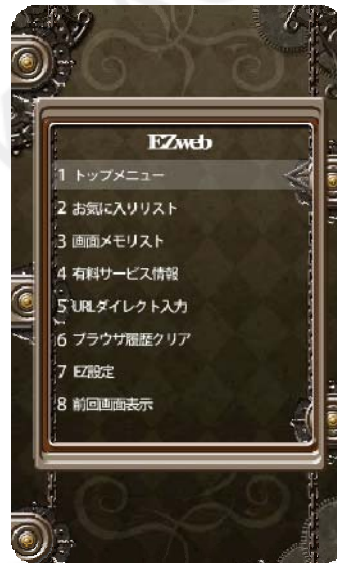 EZweb
1 トップメニュー
2 お気に入りリスト
3 画面メモリスト
4 有料サービス情報
5 URLダイレクト入力
6 ブラウザ履歴クリア
7 EZ設定
8 前回画面表示